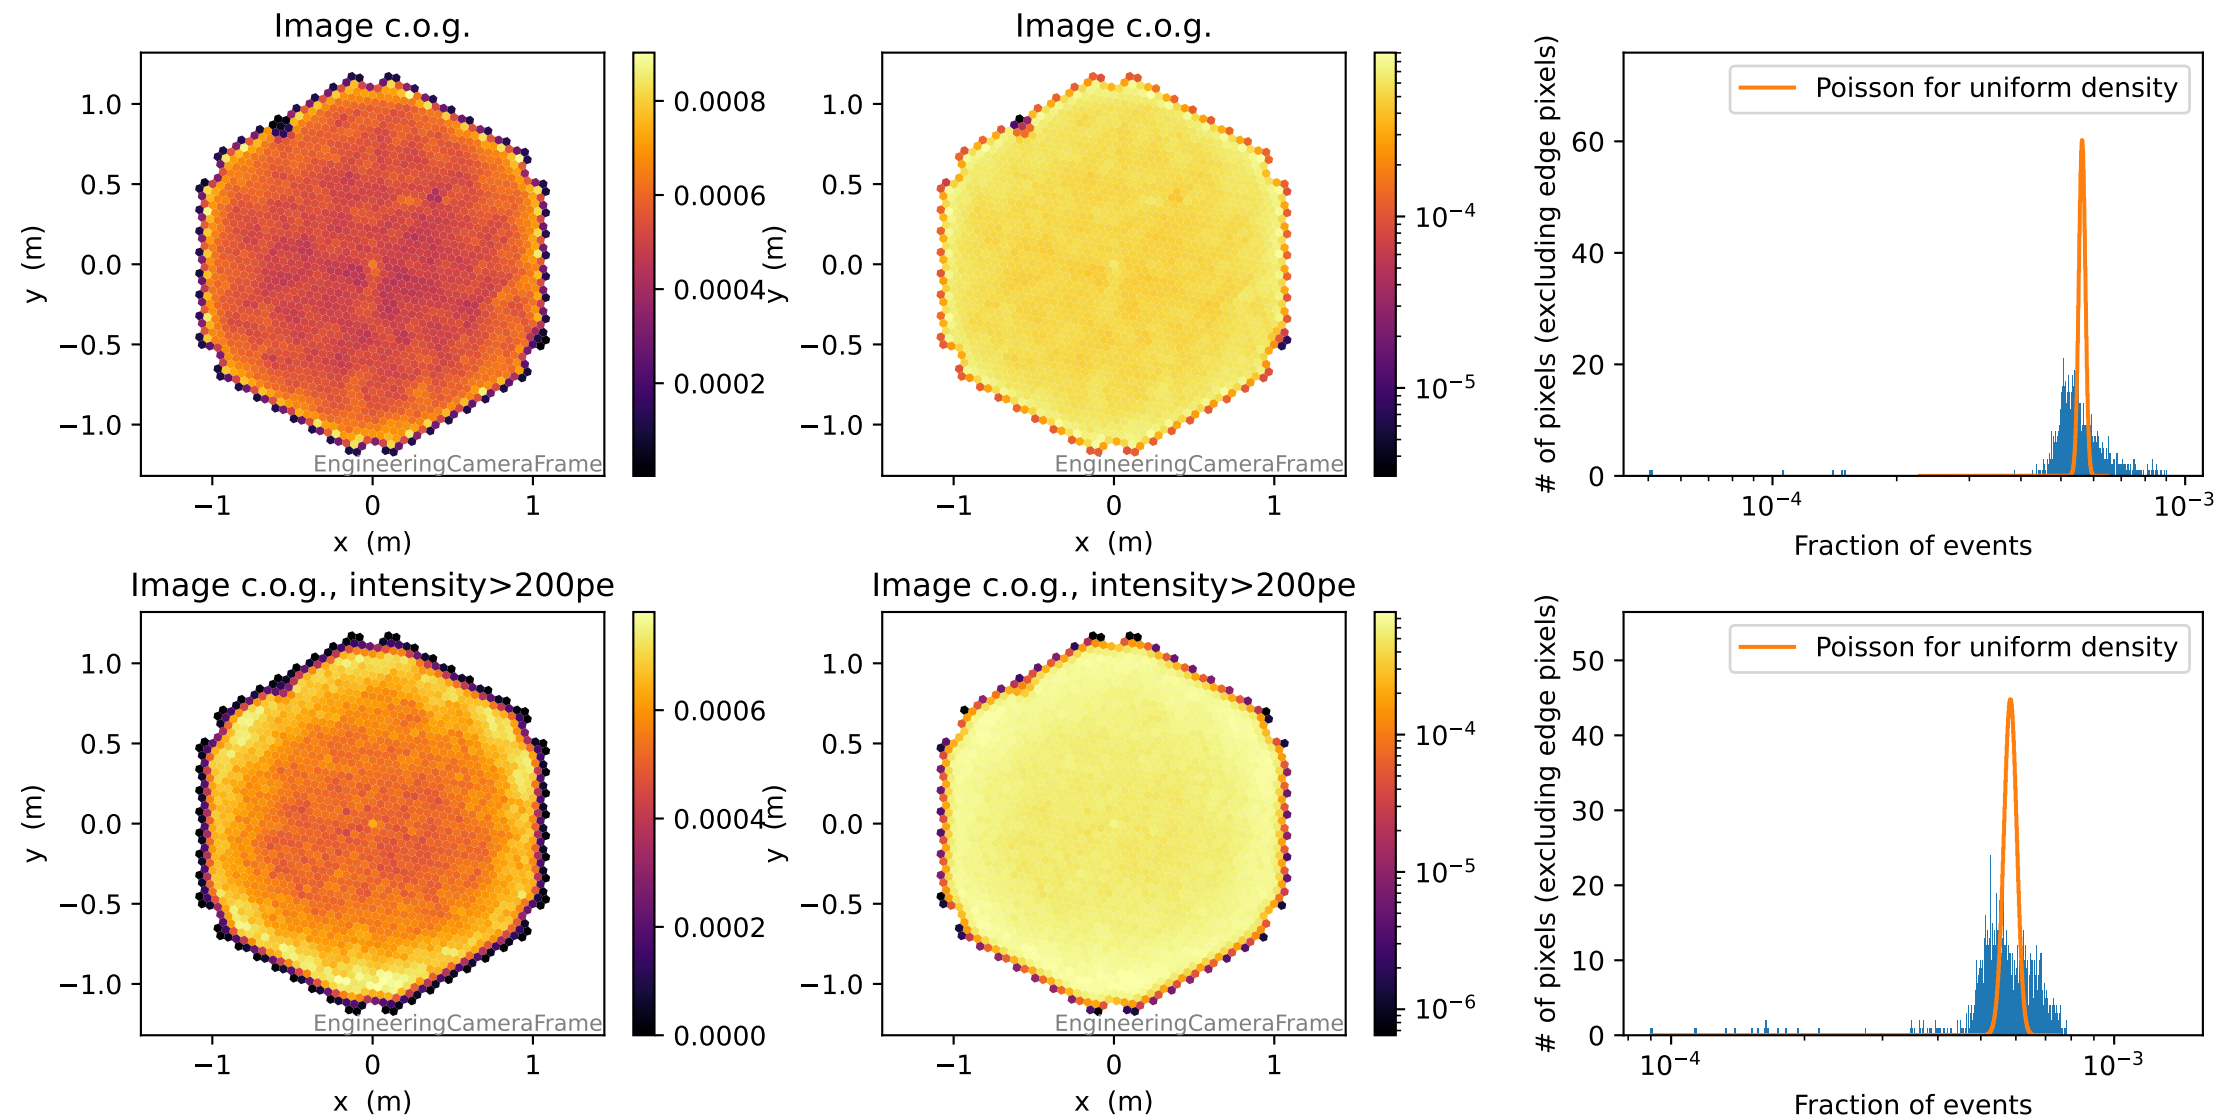 Image c.o.g.
y (m)
1.0
0.5
0.0
−0.5
−1.0
−1 0 1
x (m)
EngineeringCameraFrame
0.0008
0.0006
0.0004
0.0002
Image c.o.g.
y (m)
1.0
0.5
0.0
−0.5
−1.0
−1 0 1
x (m)
EngineeringCameraFrame
10−4
10−5
# of pixels (excluding edge pixels)
Poisson for uniform density
60
40
20
0
10−4 10−3
Fraction of events
Image c.o.g., intensity>200pe
y (m)
1.0
0.5
0.0
−0.5
−1.0
−1 0 1
x (m)
EngineeringCameraFrame
0.0006
0.0004
0.0002
0.0000
Image c.o.g., intensity>200pe
y (m)
1.0
0.5
0.0
−0.5
−1.0
−1 0 1
x (m)
EngineeringCameraFrame
10−4
10−5
10−6
# of pixels (excluding edge pixels)
Poisson for uniform density
50
40
30
20
10
0
10−4 10−3
Fraction of events